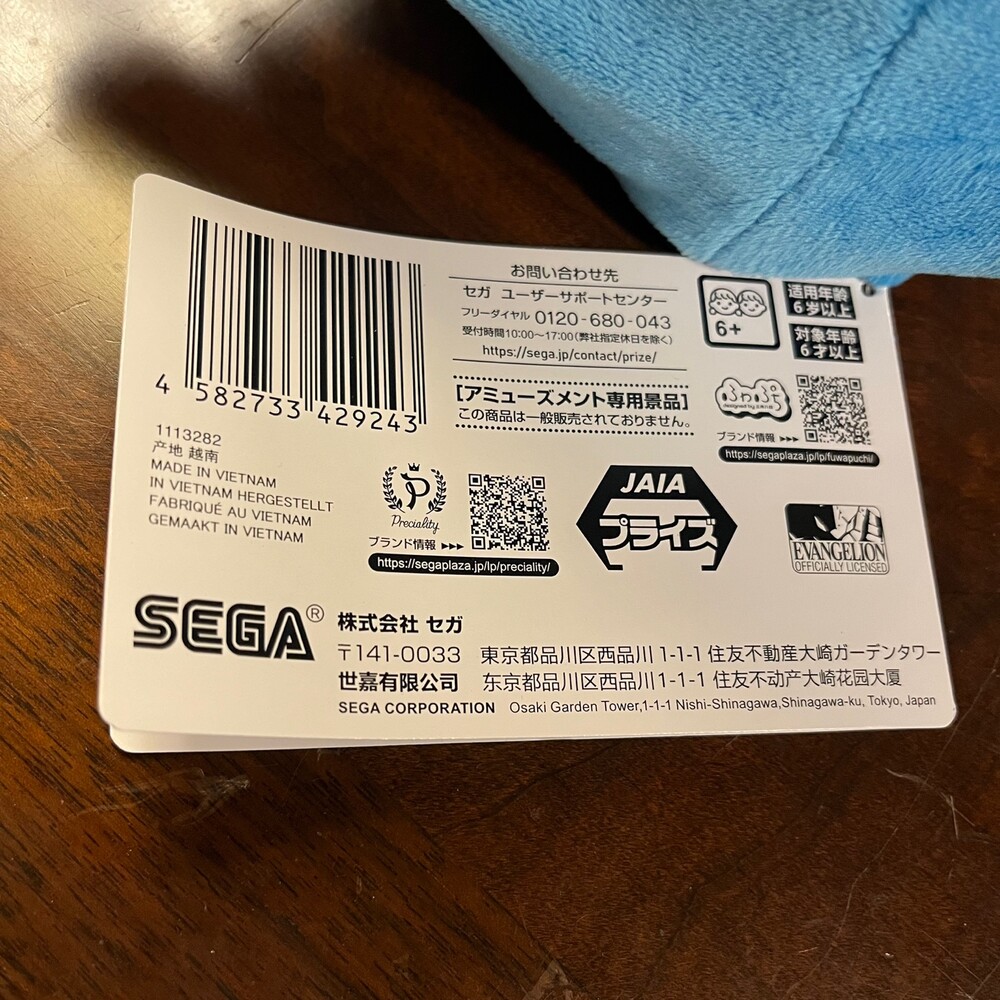 4 582733 429243
1113282
产地 越南
MADE IN VIETNAM
IN VIETNAM HERGESTELLT
FABRIQUÉ AU VIETNAM
GEMAAKT IN VIETNAM
お問い合わせ先
セガ ユーザーサポートセンター
フリーダイヤル 0120-680-043
受付時間10:00~17:00(弊社指定休日を除く)
https://sega.jp/contact/prize/
[アミューズメント専用景品]
この商品は一般販売されておりません。
6+
适用年龄
6岁以上
対象年齢
6才以上
ふわぷち
ブランド情報 ▸▸▸
https://segaplaza.jp/lp/fuwapuchi/
P
Preciality
ブランド情報 ▸▸▸
https://segaplaza.jp/lp/preciality/
JAIA
プライズ
EVANGELION
OFFICIALLY LICENSED
SEGA®
株式会社 セガ
〒141-0033 東京都品川区西品川1-1-1 住友不動産大崎ガーデンタワー
世嘉有限公司 东京都品川区西品川1-1-1 住友不动产大崎花园大厦
SEGA CORPORATION Osaki Garden Tower,1-1-1 Nishi-Shinagawa,Shinagawa-ku, Tokyo, Japan